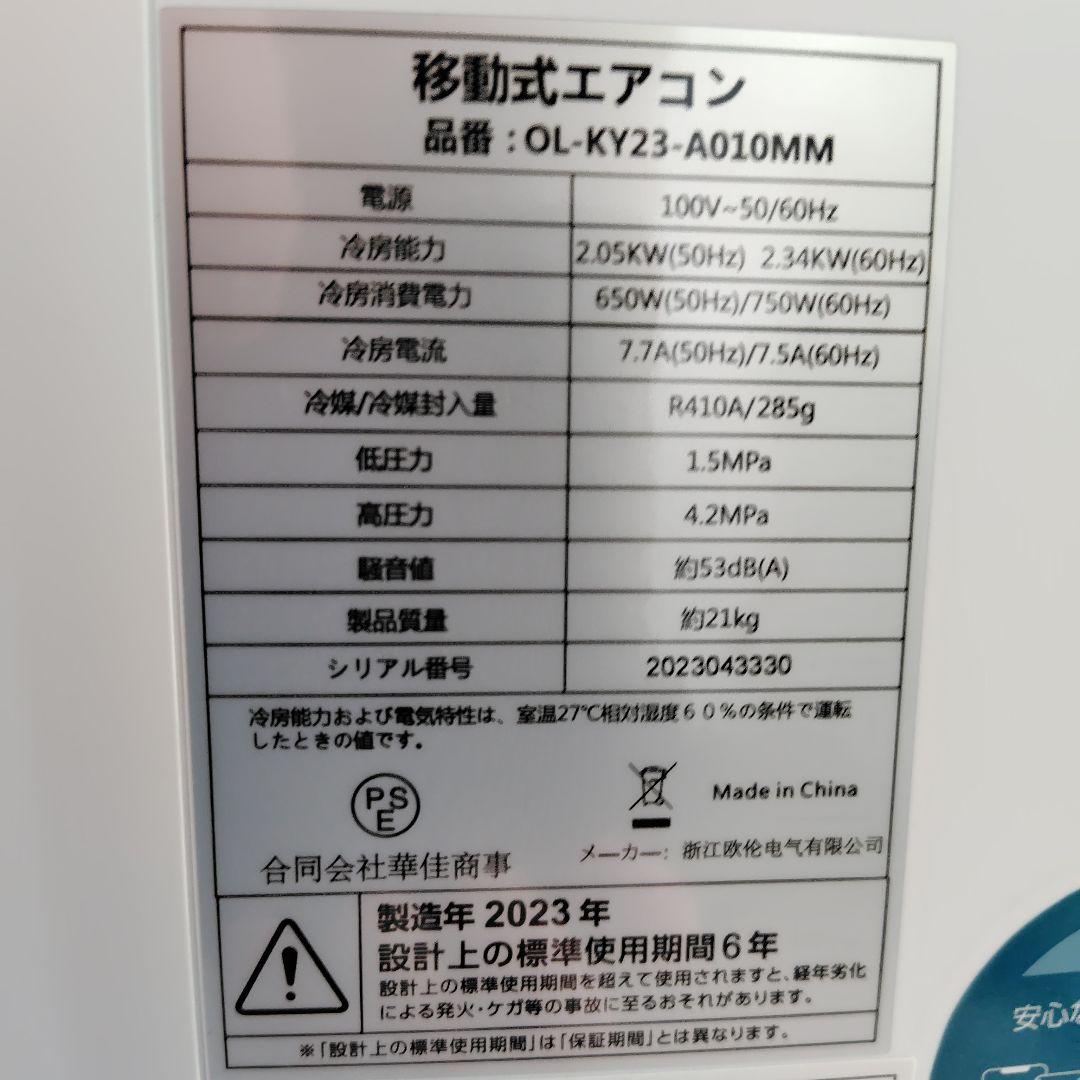 移動式エアコン
品番：OL-KY23-A010MM
電源 100V~50/60Hz
冷房能力 2.05KW(50Hz) 2.34KW(60Hz)
冷房消費電力 650W(50Hz)/750W(60Hz)
冷房電流 7.7A(50Hz)/7.5A(60Hz)
冷媒/冷媒封入量 R410A/285g
低圧力 1.5MPa
高圧力 4.2MPa
騒音値 約53dB(A)
製品質量 約21kg
シリアル番号 2023043330
冷房能力および電気特性は、室温27℃相対湿度６０％の条件で運転
したときの値です。
PSE
Made in China
合同会社華佳商事
メーカー：浙江欧伦电气有限公司
製造年 2023年
設計上の標準使用期間６年
設計上の標準使用期間を超えて使用されますと、経年劣化
による発火・ケガ等の事故に至るおそれがあります。
※「設計上の標準使用期間」は「保証期間」とは異なります。
安心な